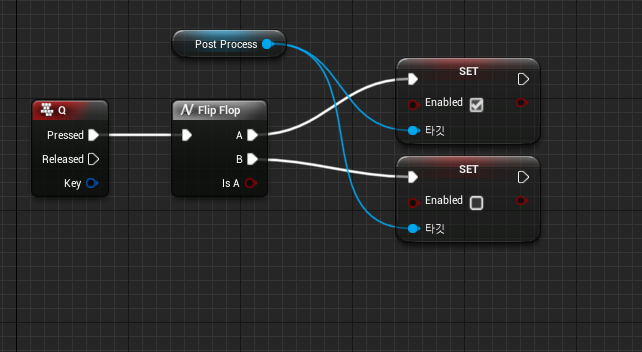 Post Process
SET
Enabled
타깃
Q
Pressed
Released
Key
Flip Flop
A
B
Is A
SET
Enabled
타깃